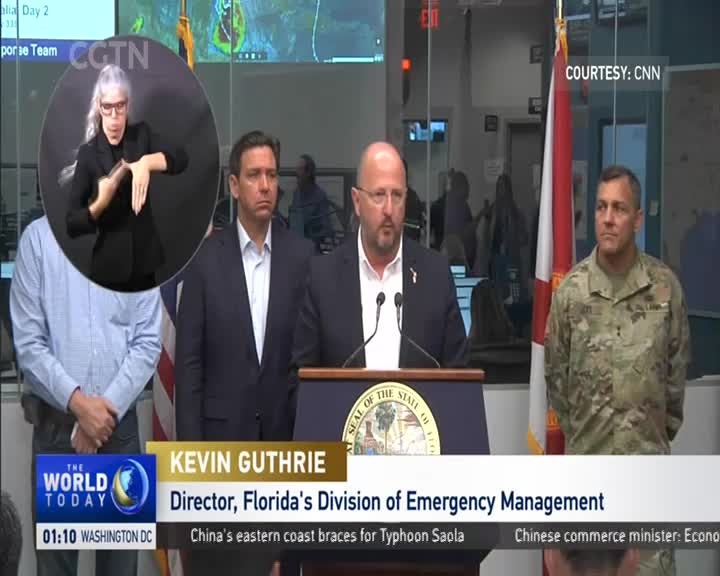 alia, Day 2
CGTN
ponse Team
EXIT
COURTESY: CNN
SEAL OF THE STATE OF
KEVIN GUTHRIE
Director, Florida's Division of Emergency Management
THE
WORLD
TODAY
01:10 WASHINGTON DC
China's eastern coast braces for Typhoon Saola
Chinese commerce minister: Econo